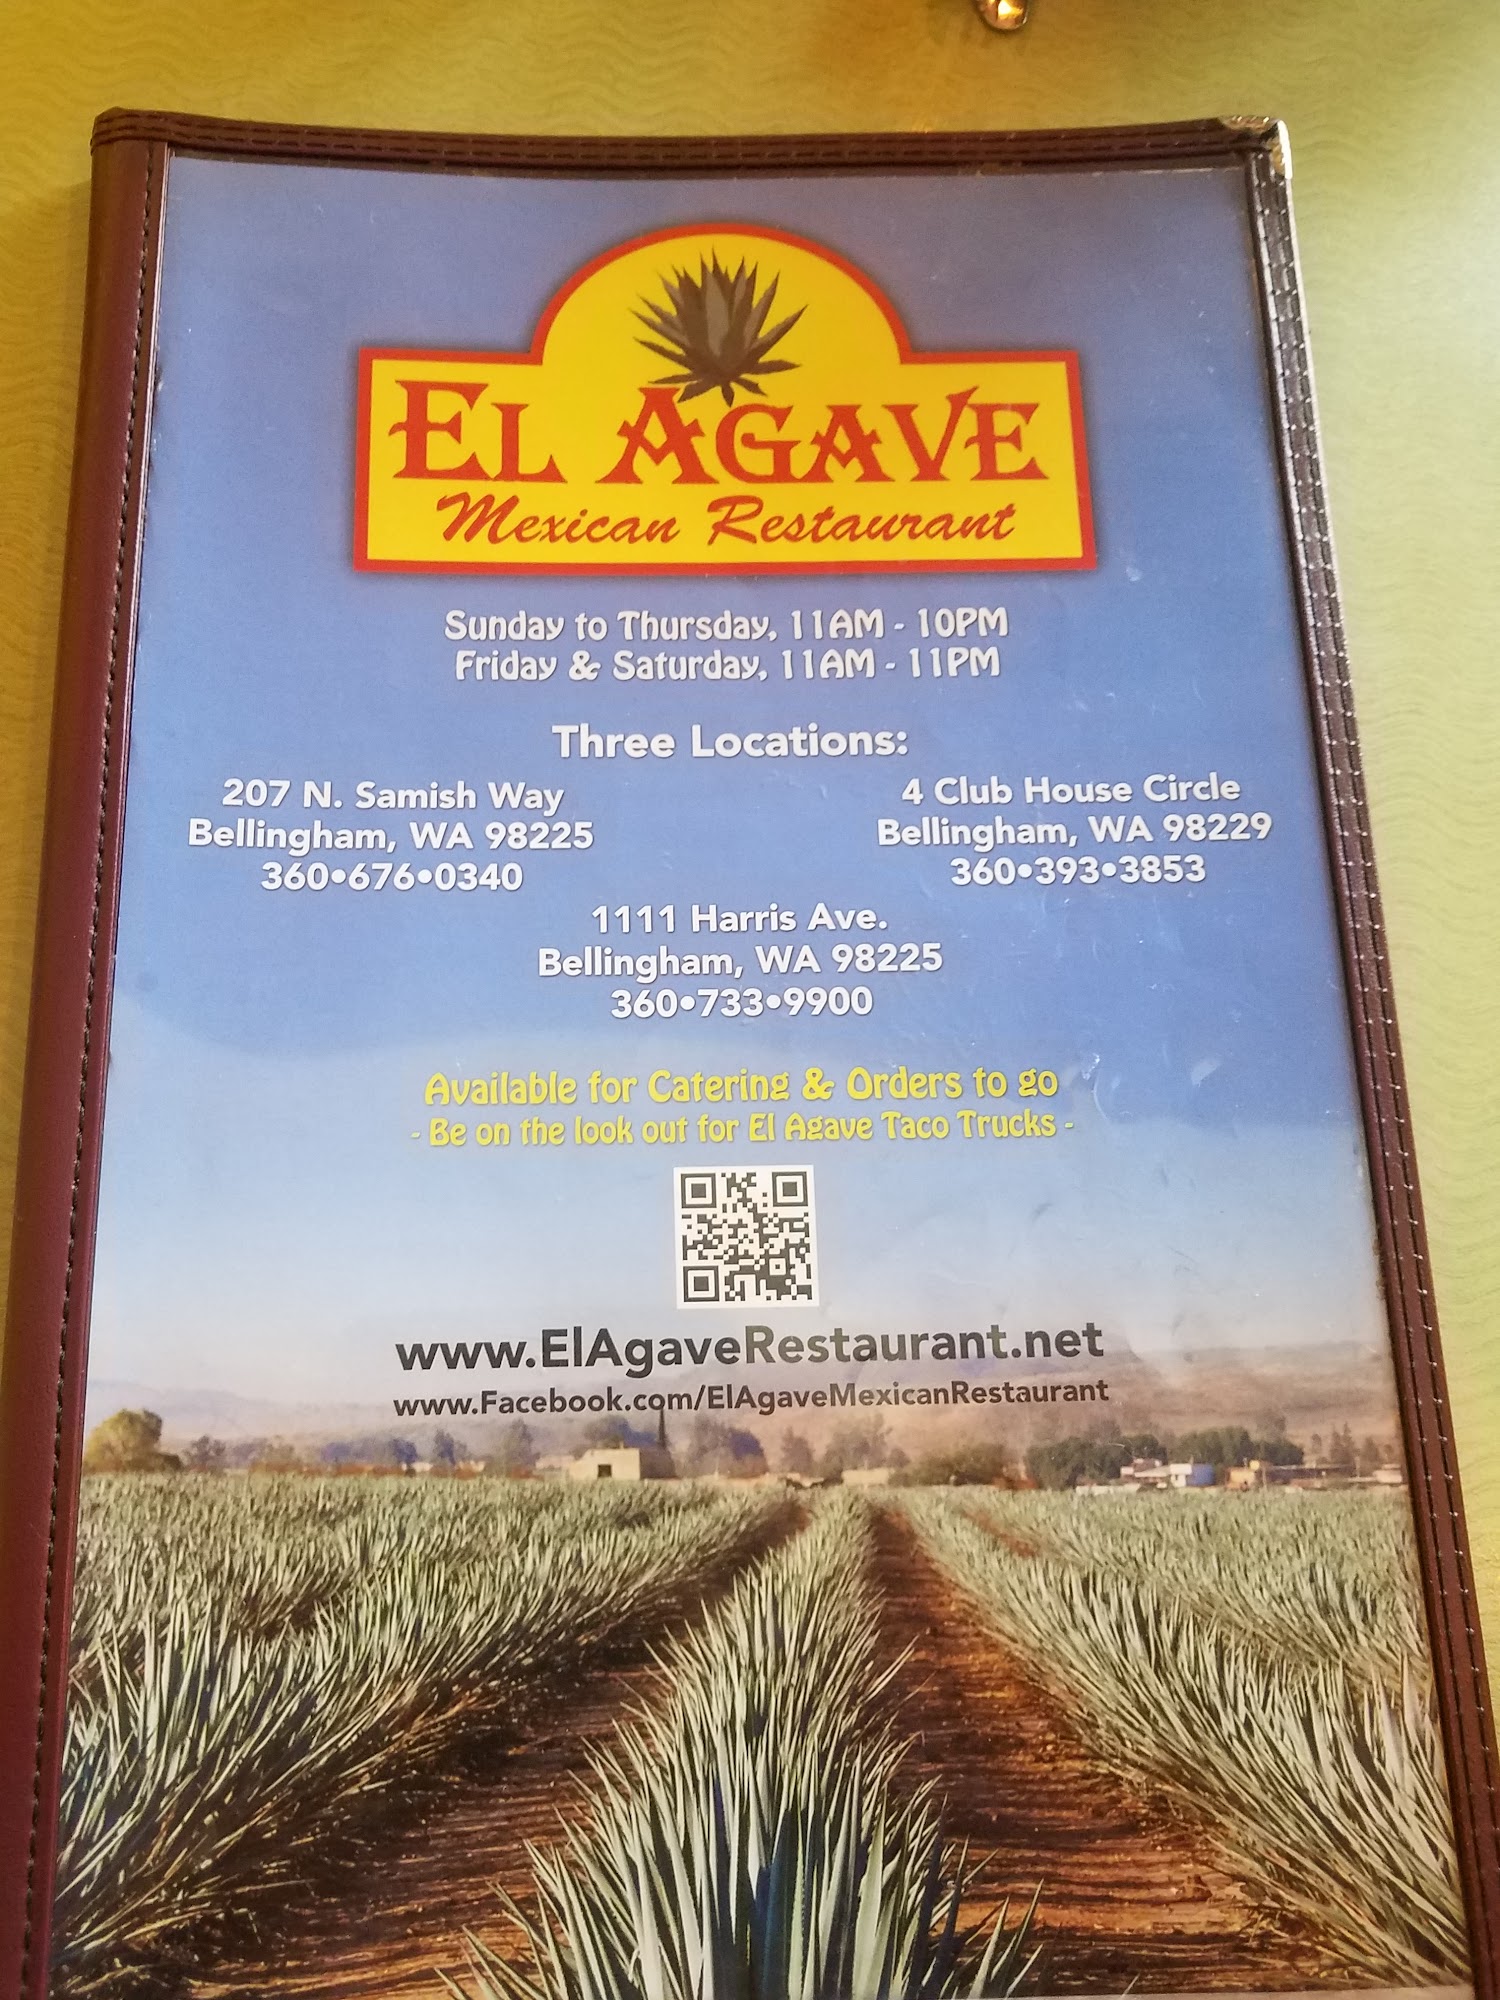 El Agave
Mexican Restaurant
Sunday to Thursday, 11AM - 10PM
Friday & Saturday, 11AM - 11PM
Three Locations:
207 N. Samish Way
Bellingham, WA 98225
360•676•0340
4 Club House Circle
Bellingham, WA 98229
360•393•3853
1111 Harris Ave.
Bellingham, WA 98225
360•733•9900
Available for Catering & Orders to go
- Be on the look out for El Agave Taco Trucks -
www.ElAgaveRestaurant.net
www.Facebook.com/ElAgaveMexicanRestaurant